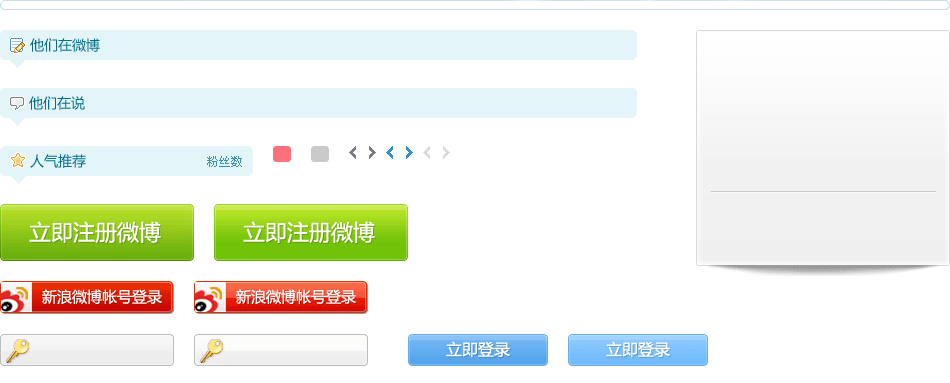 他们在微博
他们在说
人气推荐 粉丝数
立即注册微博 立即注册微博
新浪微博帐号登录 新浪微博帐号登录
立即登录 立即登录